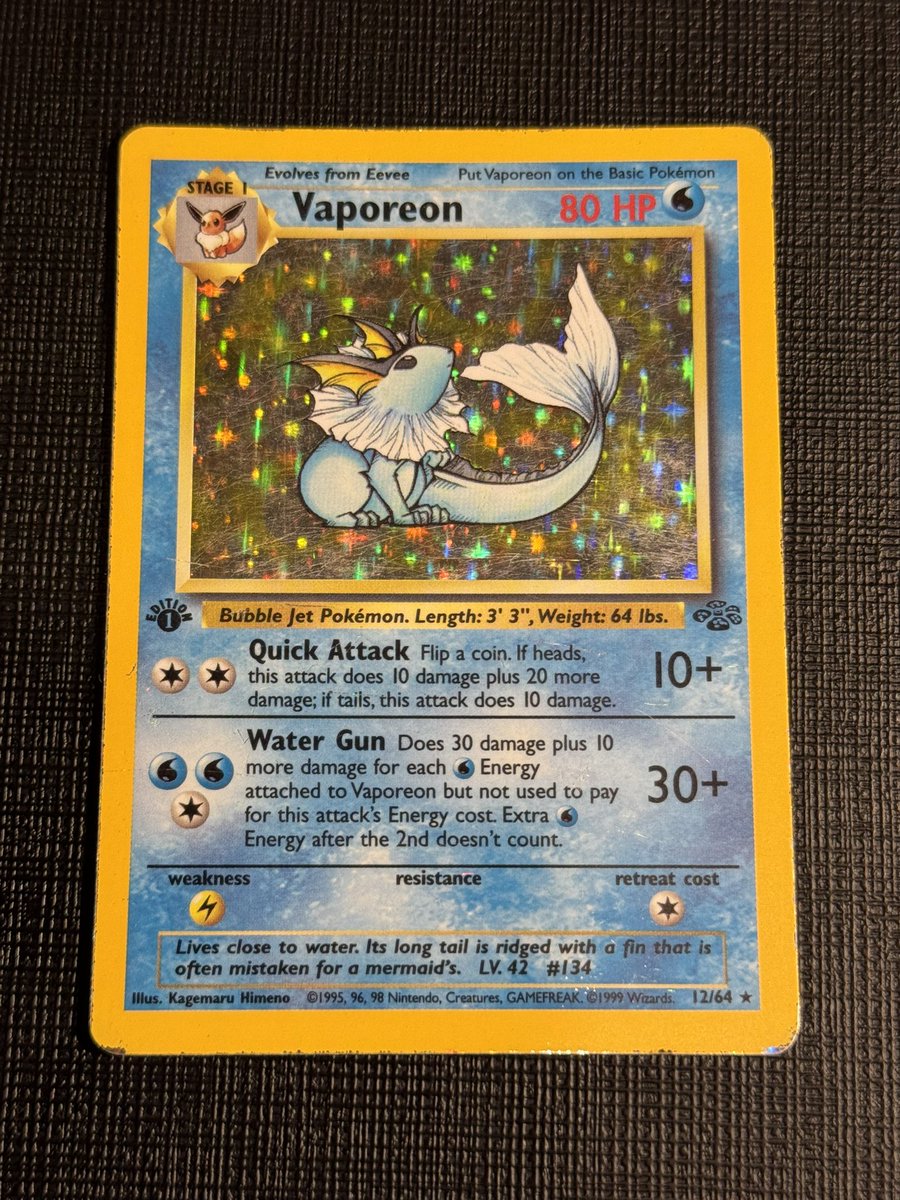 Evolves from Eevee Put Vaporeon on the Basic Pokémon
STAGE 1
Vaporeon 80 HP
EDITION 1
Bubble Jet Pokémon. Length: 3' 3", Weight: 64 lbs.
Quick Attack Flip a coin. If heads,
this attack does 10 damage plus 20 more
damage; if tails, this attack does 10 damage.
10+
Water Gun Does 30 damage plus 10
more damage for each Energy
attached to Vaporeon but not used to pay
for this attack's Energy cost. Extra
Energy after the 2nd doesn't count.
30+
weakness resistance retreat cost
Lives close to water. Its long tail is ridged with a fin that is
often mistaken for a mermaid's. LV. 42 #134
Illus. Kagemaru Himeno ©1995, 96, 98 Nintendo, Creatures, GAMEFREAK. ©1999 Wizards. 12/64 ★